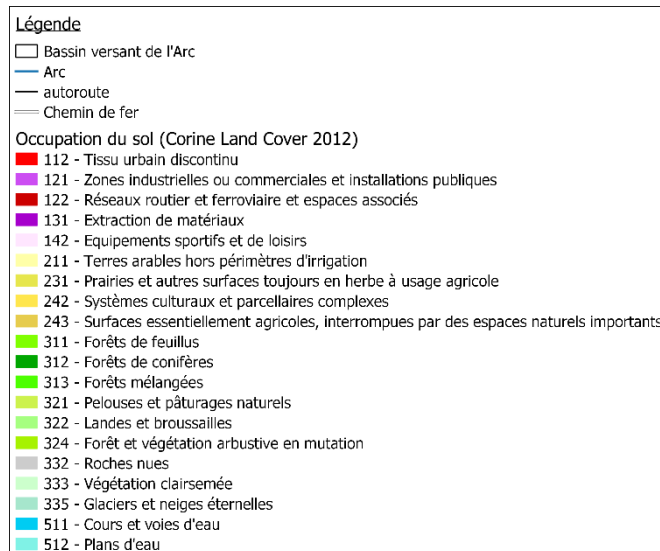 Légende
Bassin versant de l'Arc
Arc
autoroute
Chemin de fer
Occupation du sol (Corine Land Cover 2012)
112 - Tissu urbain discontinu
121 - Zones industrielles ou commerciales et installations publiques
122 - Réseaux routier et ferroviaire et espaces associés
131 - Extraction de matériaux
142 - Equipements sportifs et de loisirs
211 - Terres arables hors périmètres d'irrigation
231 - Prairies et autres surfaces toujours en herbe à usage agricole
242 - Systèmes culturaux et parcellaires complexes
243 - Surfaces essentiellement agricoles, interrompues par des espaces naturels importants
311 - Forêts de feuillus
312 - Forêts de conifères
313 - Forêts mélangées
321 - Pelouses et pâturages naturels
322 - Landes et broussailles
324 - Forêt et végétation arbustive en mutation
332 - Roches nues
333 - Végétation clairsemée
335 - Glaciers et neiges éternelles
511 - Cours et voies d'eau
512 - Plans d'eau